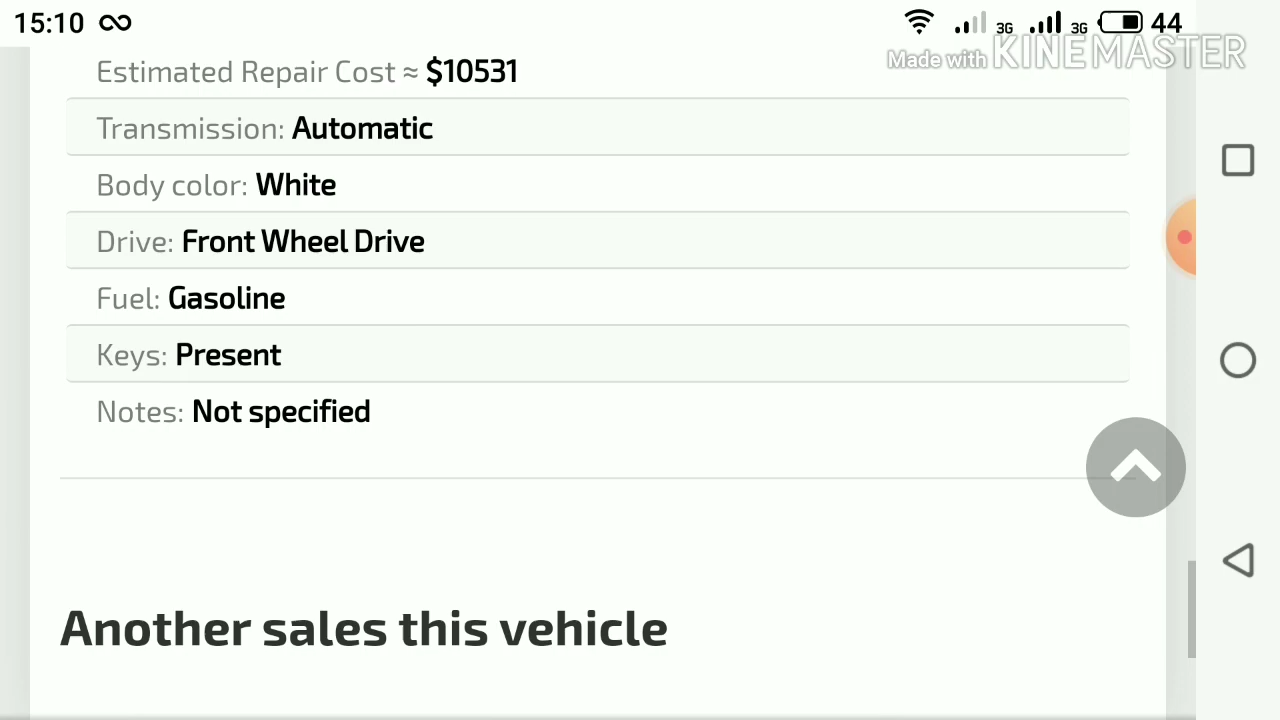 15:10
3G 3G 44
Made with KINEMASTER
Estimated Repair Cost ≈ $10531
Transmission: Automatic
Body color: White
Drive: Front Wheel Drive
Fuel: Gasoline
Keys: Present
Notes: Not specified
Another sales this vehicle